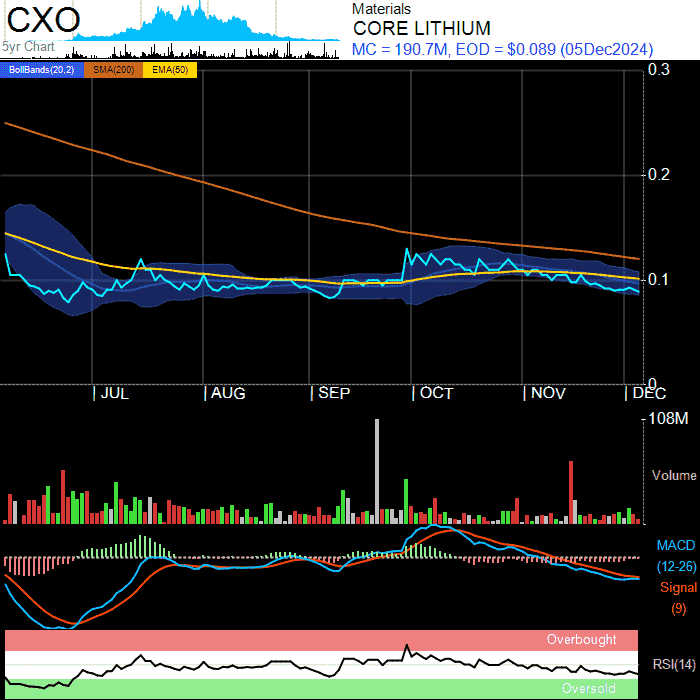 CXO
5yr Chart
Materials
CORE LITHIUM
MC = 190.7M, EOD = $0.089 (05Dec2024)
BollBands(20,2) SMA(200) EMA(50)
0.3
0.2
0.1
0
JUL AUG SEP OCT NOV DEC
108M
Volume
MACD
(12-26)
Signal
(9)
Overbought
RSI(14)
Oversold